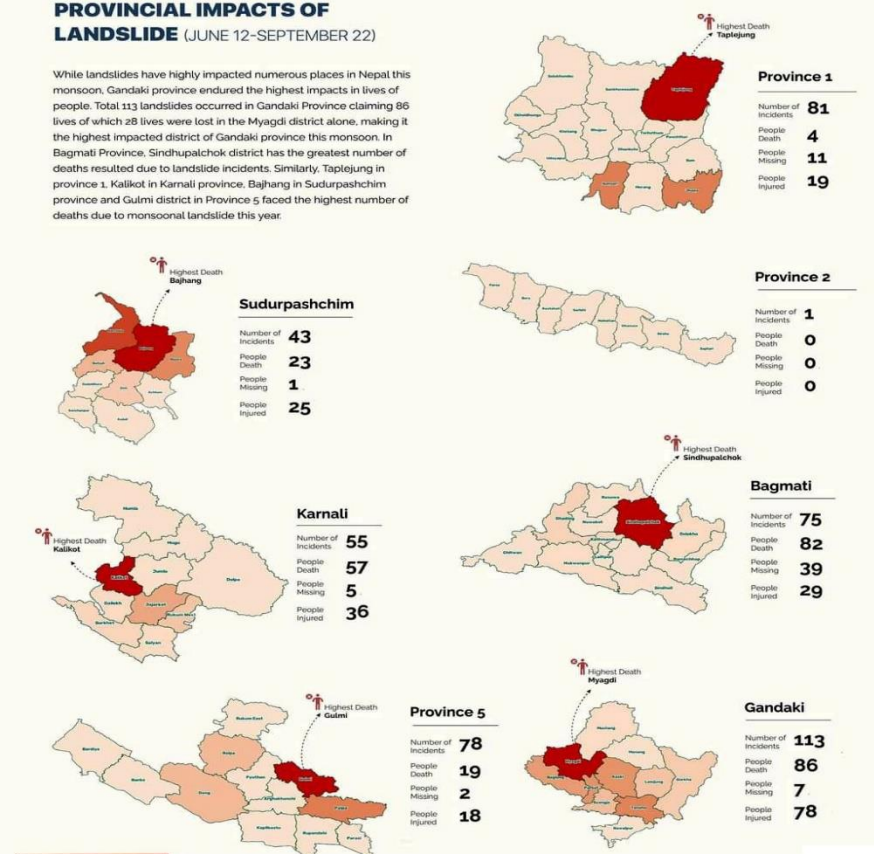 PROVINCIAL IMPACTS OF
LANDSLIDE (JUNE 12-SEPTEMBER 22)
While landslides have highly impacted numerous places in Nepal this
monsoon, Gandaki province endured the highest impacts in lives of
people. Total 113 landslides occurred in Gandaki Province claiming 86
lives of which 28 lives were lost in the Myagdi district alone, making it
the highest impacted district of Gandaki province this monsoon. In
Bagmati Province, Sindhupalchok district has the greatest number of
deaths resulted due to landslide incidents. Similarly, Taplejung in
province 1, Kalikot in Karnali province, Bajhang in Sudurpashchim
province and Gulmi district in Province 5 faced the highest number of
deaths due to monsoonal landslide this year.
Highest Death
Taplejung
Province 1
Number of Incidents 81
People Death 4
People Missing 11
People Injured 19
Highest Death
Bajhang
Sudurpashchim
Number of Incidents 43
People Death 23
People Missing 1
People Injured 25
Province 2
Number of Incidents 1
People Death 0
People Missing 0
People Injured 0
Highest Death
Kalikot
Humla
Mugu
Jumla
Dolpa
Salyan
Karnali
Number of Incidents 55
People Death 57
People Missing 5
People Injured 36
Highest Death
Sindhupalchok
Bagmati
Number of Incidents 75
People Death 82
People Missing 39
People Injured 29
Highest Death
Gulmi
Province 5
Number of Incidents 78
People Death 19
People Missing 2
People Injured 18
Highest Death
Myagdi
Gandaki
Number of Incidents 113
People Death 86
People Missing 7
People Injured 78